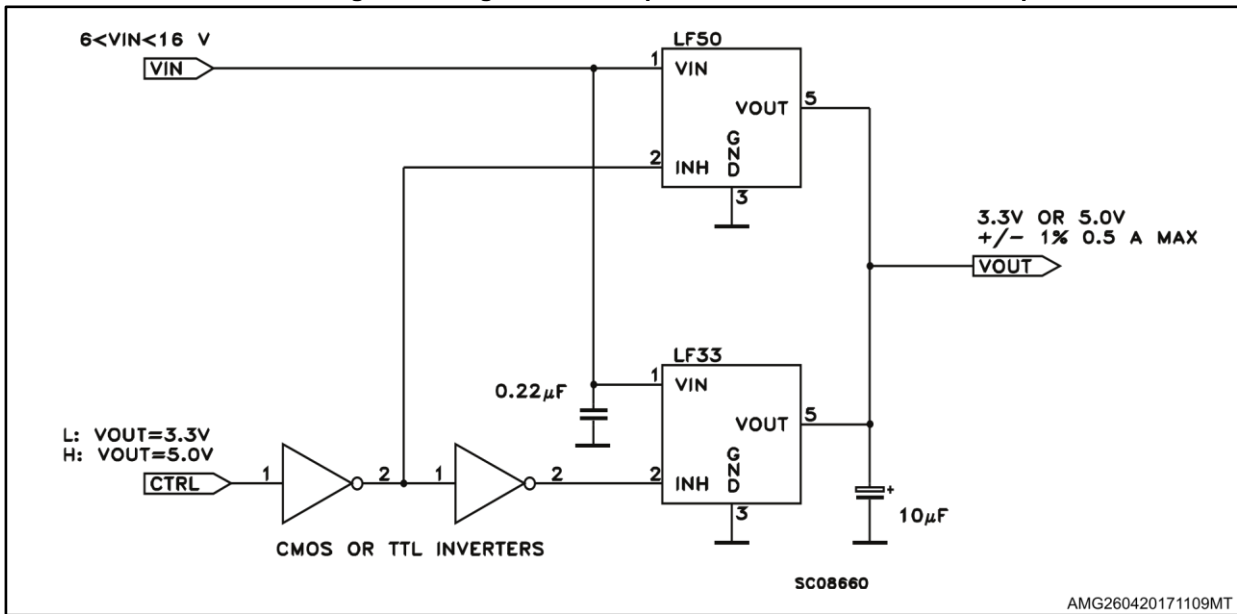 6<VIN<16 V
VIN
LF50
1
VIN
VOUT
5
GND
2
INH
3
3.3V OR 5.0V
+/- 1% 0.5 A MAX
VOUT
LF33
0.22µF
1
VIN
VOUT
5
GND
L: VOUT=3.3V
H: VOUT=5.0V
CTRL
1
2
1
2
2
INH
3
+
10µF
CMOS OR TTL INVERTERS
SC08660
AMG260420171109MT